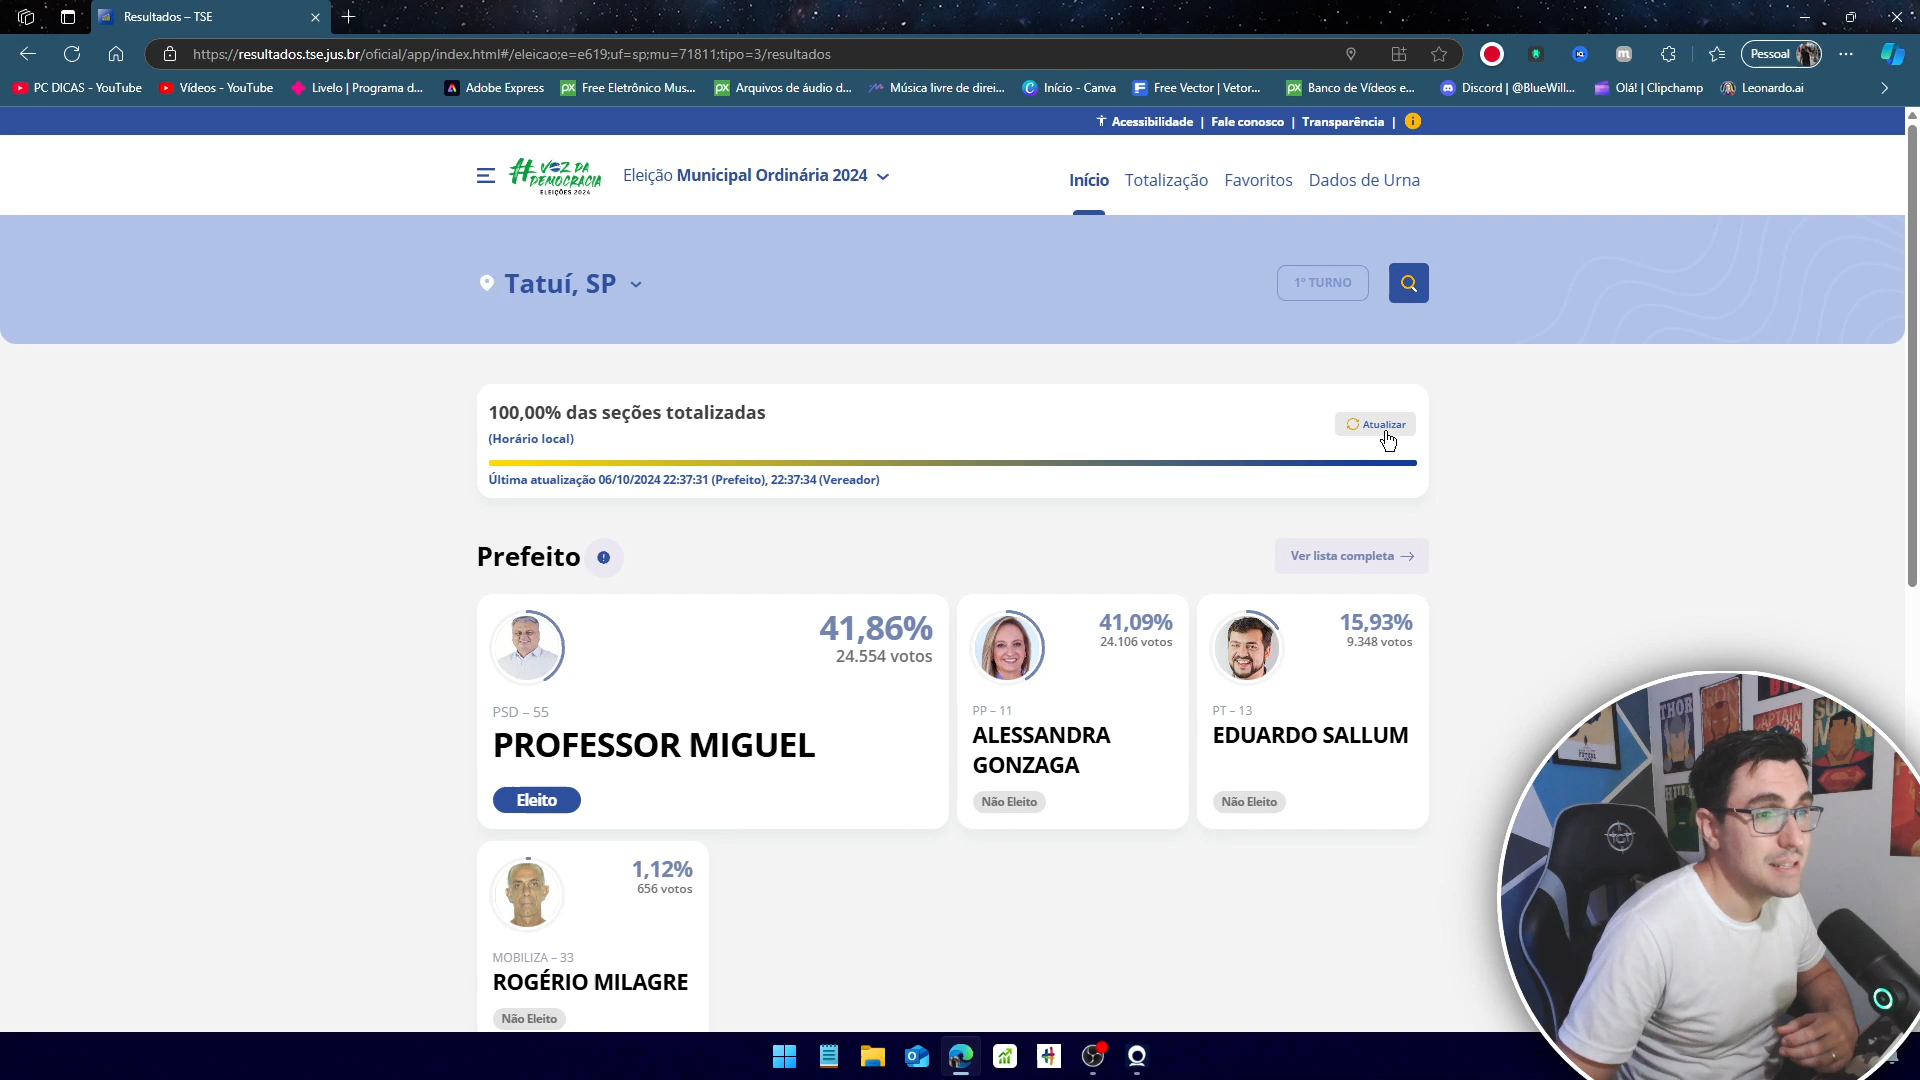 Resultados – TSE
https://resultados.tse.jus.br/oficial/app/index.html#/eleicao;e=e619;uf=sp;mu=71811;tipo=3/resultados
Pessoal
PC DICAS - YouTube
Vídeos - YouTube
Livelo | Programa d...
Adobe Express
Free Eletrônico Mus...
Arquivos de áudio d...
Música livre de direi...
Início - Canva
Free Vector | Vetor...
Banco de Vídeos e...
Discord | @BlueWill...
Olá! | Clipchamp
Leonardo.ai
Acessibilidade | Fale conosco | Transparência |
# VOZ DA
DEMOCRACIA
ELEIÇÕES 2024
Eleição Municipal Ordinária 2024
Início Totalização Favoritos Dados de Urna
Tatuí, SP
1º TURNO
100,00% das seções totalizadas
(Horário local)
Atualizar
Última atualização 06/10/2024 22:37:31 (Prefeito), 22:37:34 (Vereador)
Prefeito
Ver lista completa
41,86%
24.554 votos
PSD – 55
PROFESSOR MIGUEL
Eleito
41,09%
24.106 votos
PP – 11
ALESSANDRA
GONZAGA
Não Eleito
15,93%
9.348 votos
PT – 13
EDUARDO SALLUM
Não Eleito
1,12%
656 votos
MOBILIZA – 33
ROGÉRIO MILAGRE
Não Eleito
THOR